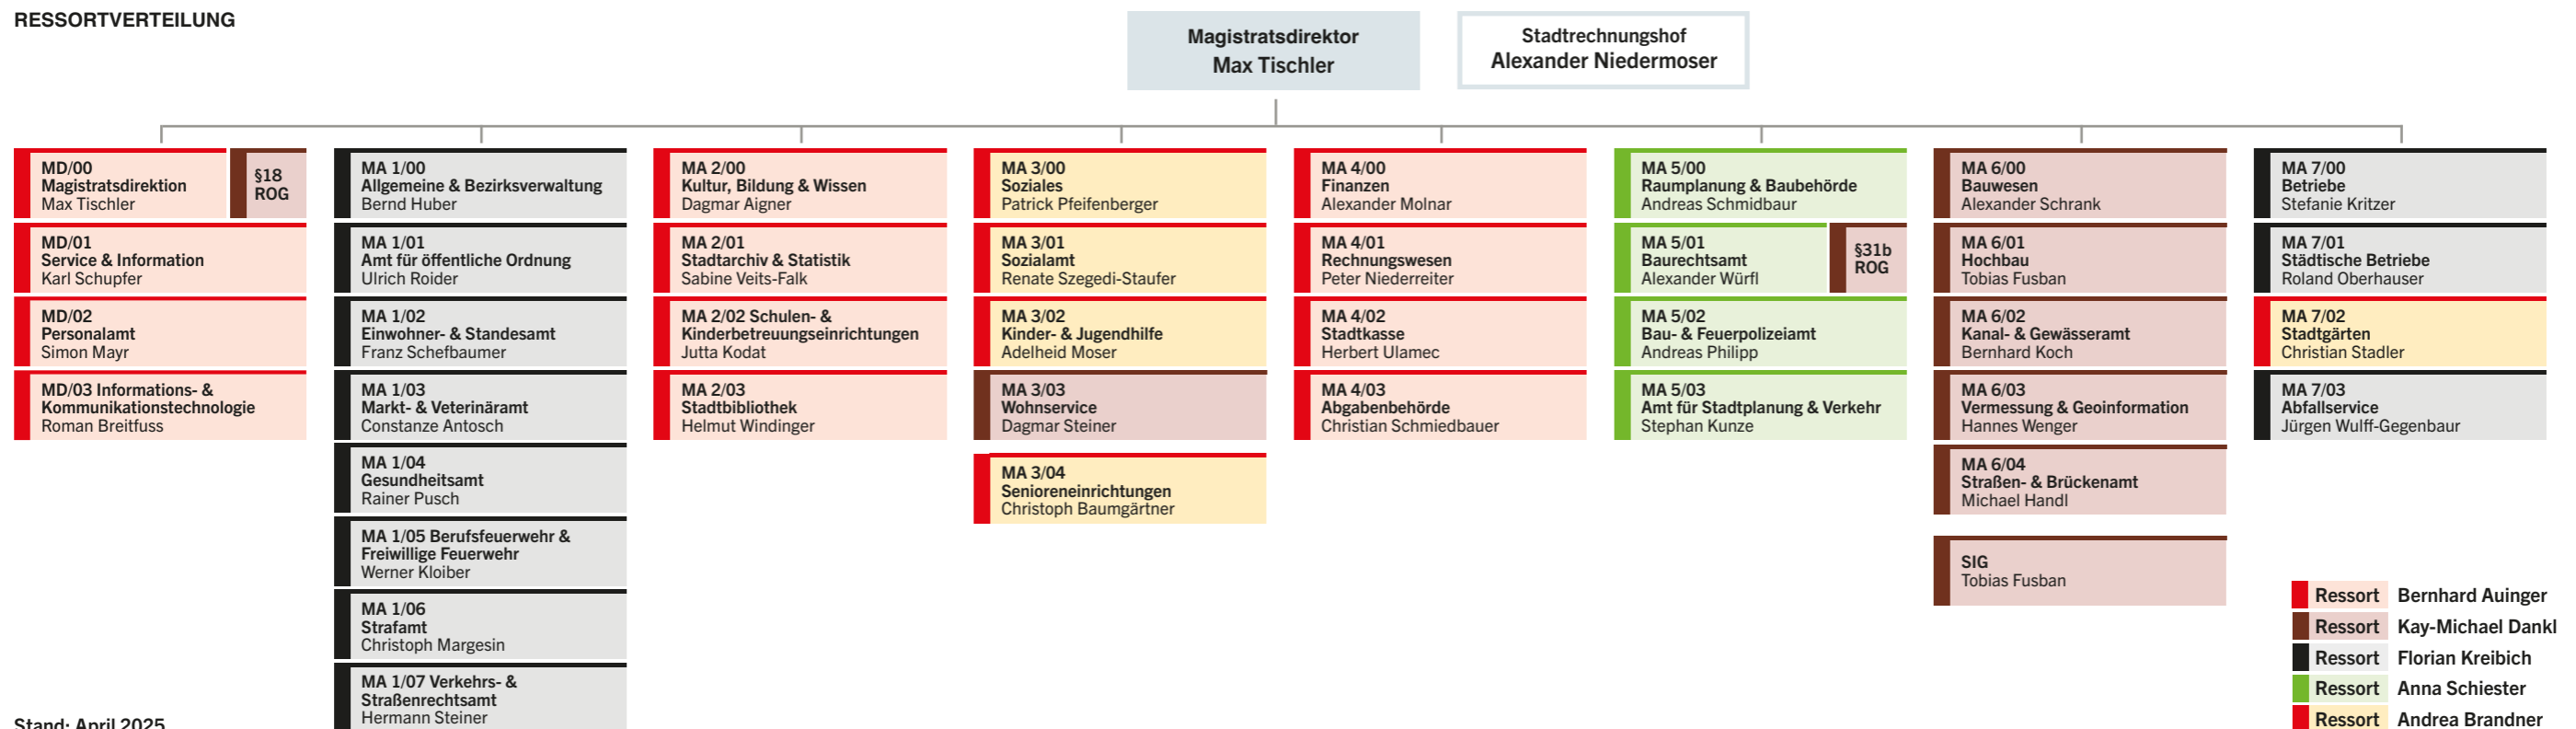 RESSORTVERTEILUNG
Magistratsdirektor
Max Tischler
Stadtrechnungshof
Alexander Niedermoser
MD/00
Magistratsdirektion
Max Tischler
§18
ROG
MD/01
Service & Information
Karl Schupfer
MD/02
Personalamt
Simon Mayr
MD/03 Informations- &
Kommunikationstechnologie
Roman Breitfuss
MA 1/00
Allgemeine & Bezirksverwaltung
Bernd Huber
MA 1/01
Amt für öffentliche Ordnung
Ulrich Roider
MA 1/02
Einwohner- & Standesamt
Franz Schefbaumer
MA 1/03
Markt- & Veterinäramt
Constanze Antosch
MA 1/04
Gesundheitsamt
Rainer Pusch
MA 1/05 Berufsfeuerwehr &
Freiwillige Feuerwehr
Werner Kloiber
MA 1/06
Strafamt
Christoph Margesin
MA 1/07 Verkehrs- &
Straßenrechtsamt
Hermann Steiner
MA 2/00
Kultur, Bildung & Wissen
Dagmar Aigner
MA 2/01
Stadtarchiv & Statistik
Sabine Veits-Falk
MA 2/02 Schulen- &
Kinderbetreuungseinrichtungen
Jutta Kodat
MA 2/03
Stadtbibliothek
Helmut Windinger
MA 3/00
Soziales
Patrick Pfeifenberger
MA 3/01
Sozialamt
Renate Szegedi-Staufer
MA 3/02
Kinder- & Jugendhilfe
Adelheid Moser
MA 3/03
Wohnservice
Dagmar Steiner
MA 3/04
Senioreneinrichtungen
Christoph Baumgärtner
MA 4/00
Finanzen
Alexander Molnar
MA 4/01
Rechnungswesen
Peter Niederreiter
MA 4/02
Stadtkasse
Herbert Ulamec
MA 4/03
Abgabenbehörde
Christian Schmiedbauer
MA 5/00
Raumplanung & Baubehörde
Andreas Schmidbaur
MA 5/01
Baurechtsamt
Alexander Würfl
§31b
ROG
MA 5/02
Bau- & Feuerpolizeiamt
Andreas Philipp
MA 5/03
Amt für Stadtplanung & Verkehr
Stephan Kunze
MA 6/00
Bauwesen
Alexander Schrank
MA 6/01
Hochbau
Tobias Fusban
MA 6/02
Kanal- & Gewässeramt
Bernhard Koch
MA 6/03
Vermessung & Geoinformation
Hannes Wenger
MA 6/04
Straßen- & Brückenamt
Michael Handl
SIG
Tobias Fusban
MA 7/00
Betriebe
Stefanie Kritzer
MA 7/01
Städtische Betriebe
Roland Oberhauser
MA 7/02
Stadtgärten
Christian Stadler
MA 7/03
Abfallservice
Jürgen Wulff-Gegenbaur
Ressort Bernhard Auinger
Ressort Kay-Michael Dankl
Ressort Florian Kreibich
Ressort Anna Schiester
Ressort Andrea Brandner
Stand: April 2025